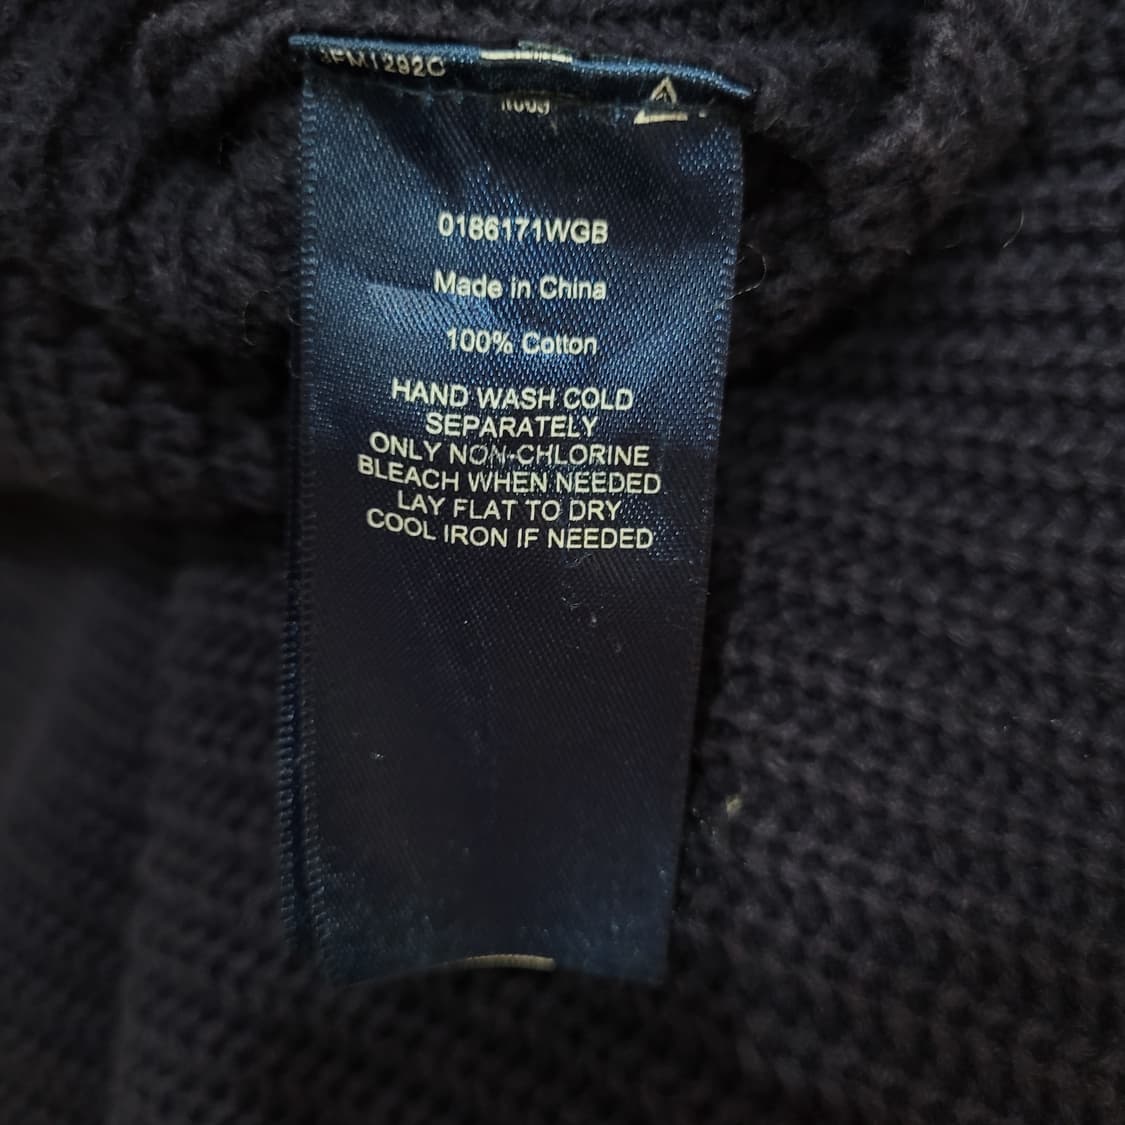 0186171WGB
Made in China
100% Cotton
HAND WASH COLD
SEPARATELY
ONLY NON-CHLORINE
BLEACH WHEN NEEDED
LAY FLAT TO DRY
COOL IRON IF NEEDED